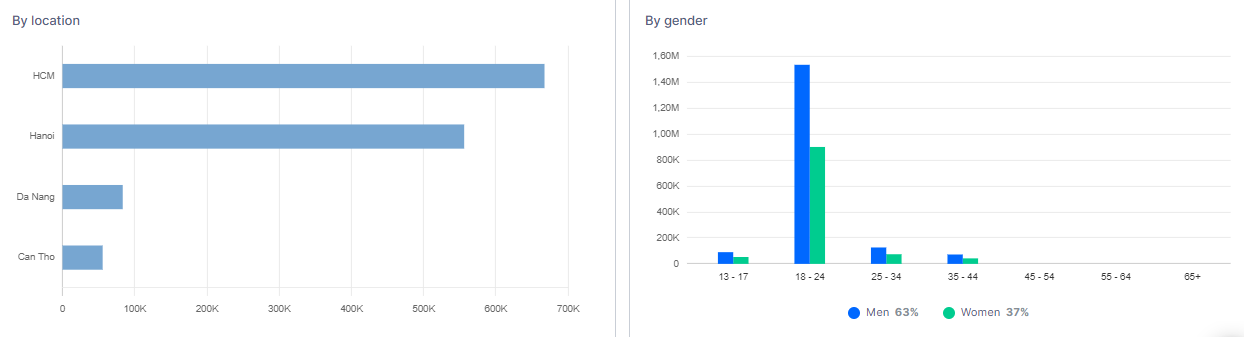 By location
HCM
Hanoi
Da Nang
Can Tho
0 100K 200K 300K 400K 500K 600K 700K
By gender
1,60M
1,40M
1,20M
1,00M
800K
600K
400K
200K
0
13 - 17 18 - 24 25 - 34 35 - 44 45 - 54 55 - 64 65+
Men 63% Women 37%